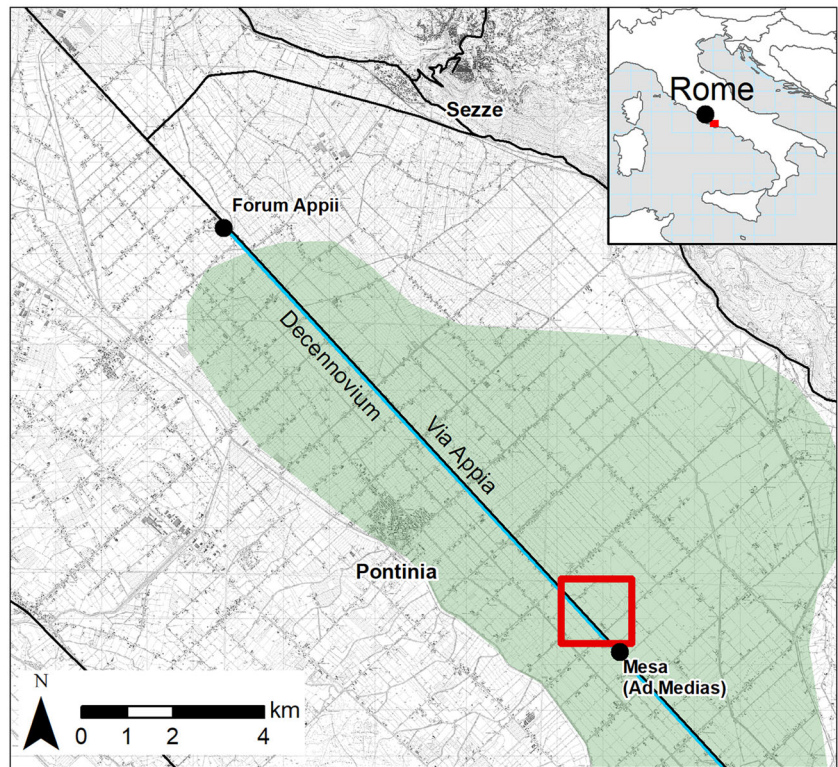 Rome
Sezze
Forum Appii
Decennovium
Via Appia
Pontinia
Mesa
(Ad Medias)
N
km
0 1 2 4